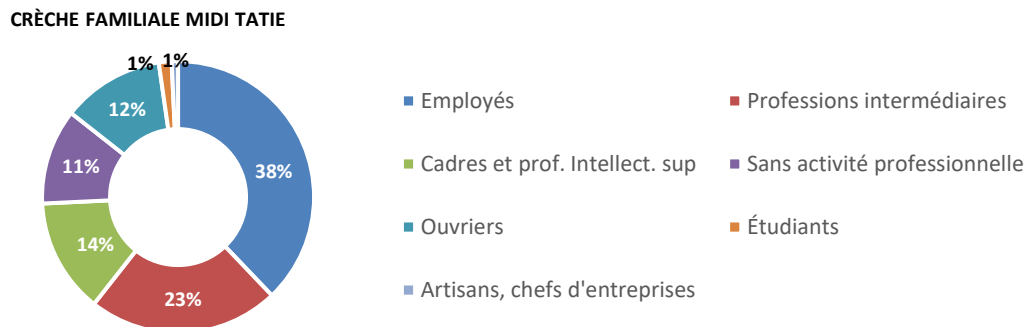 CRÈCHE FAMILIALE MIDI TATIE
1% 1%
12%
11%
38%
14%
23%
Employés
Professions intermédiaires
Cadres et prof. Intellect. sup
Sans activité professionnelle
Ouvriers
Étudiants
Artisans, chefs d'entreprises